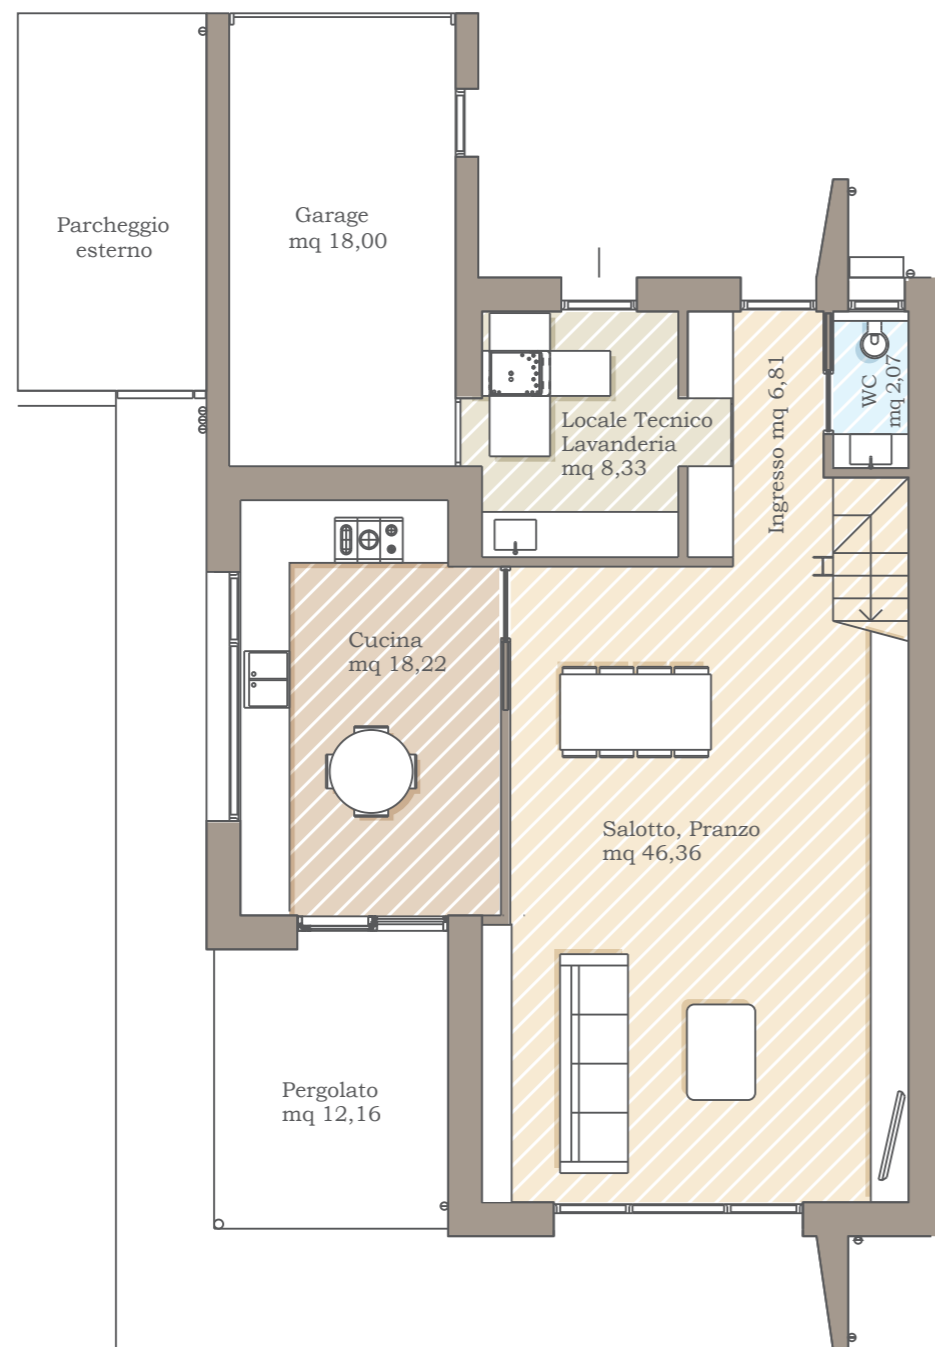 Parcheggio
esterno
Garage
mq 18,00
Locale Tecnico
Lavanderia
mq 8,33
Ingresso mq 6,81
WC
mq 2,07
Cucina
mq 18,22
Salotto, Pranzo
mq 46,36
Pergolato
mq 12,16